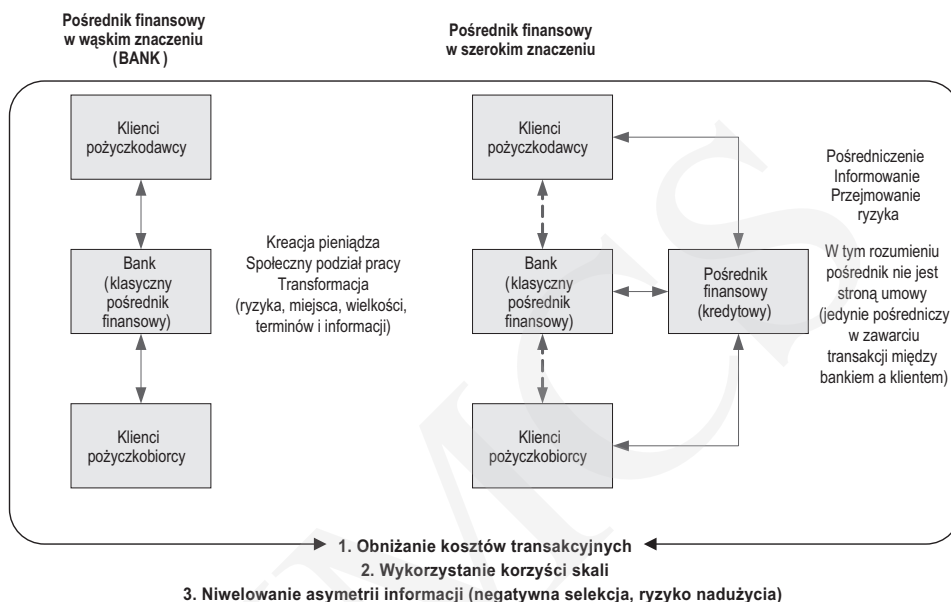 Pośrednik finansowy
w wąskim znaczeniu
(BANK)
Pośrednik finansowy
w szerokim znaczeniu
Klienci
pożyczkodawcy
Bank
(klasyczny
pośrednik
finansowy)
Klienci
pożyczkobiorcy
Kreacja pieniądza
Społeczny podział pracy
Transformacja
(ryzyka, miejsca, wielkości,
terminów i informacji)
Klienci
pożyczkodawcy
Bank
(klasyczny
pośrednik
finansowy)
Klienci
pożyczkobiorcy
Pośrednik
finansowy
(kredytowy)
Pośredniczenie
Informowanie
Przejmowanie
ryzyka
W tym rozumieniu
pośrednik nie jest
stroną umowy
(jedynie pośredniczy
w zawarciu
transakcji między
bankiem a klientem)
1. Obniżanie kosztów transakcyjnych
2. Wykorzystanie korzyści skali
3. Niwelowanie asymetrii informacji (negatywna selekcja, ryzyko nadużycia)